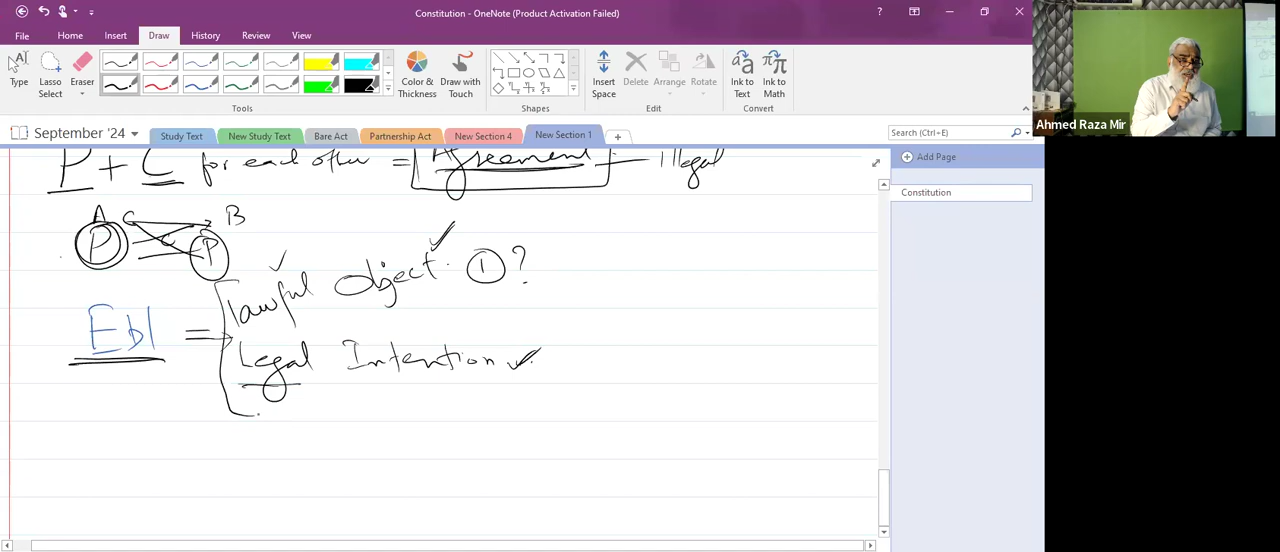 Constitution - OneNote (Product Activation Failed)
File Home Insert Draw History Review View
Type Lasso Select Eraser Color & Thickness Draw with Touch Insert Space Delete Arrange Rotate Ink to Text Ink to Math
Tools Shapes Edit Convert
September '24 Study Text New Study Text Bare Act Partnership Act New Section 4 New Section 1 Search (Ctrl+E)
Add Page
Constitution
Ahmed Raza Mir
P + C for each other = Agreement illegal
A B
P C P
lawful object 1 ?
Ebl =
Legal Intention